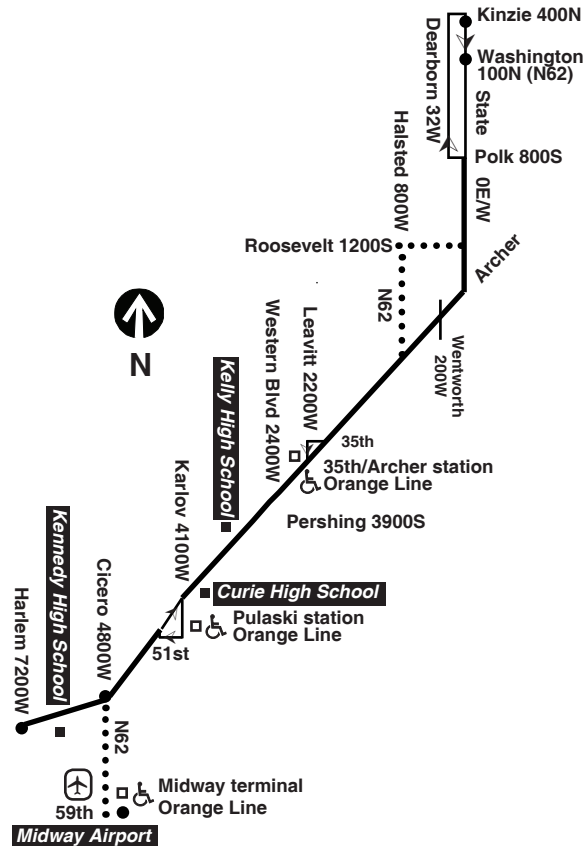 Kinzie 400N
Dearborn 32W
Washington
100N (N62)
State
Polk 800S
0E/W
Halsted 800W
Roosevelt 1200S
Archer
N62
N
Wentworth
200W
Leavitt 2200W
Western Blvd 2400W
Kelly High School
35th
35th/Archer station
Orange Line
Karlov 4100W
Pershing 3900S
Kennedy High School
Cicero 4800W
Harlem 7200W
Curie High School
Pulaski station
Orange Line
51st
N62
Midway terminal
Orange Line
59th
Midway Airport